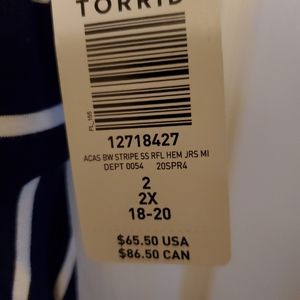 TORRID
FL_155
12718427
ACAS BW STRIPE SS RFL HEM JRS MI
DEPT 0054 20SPR4
2
2X
18-20
$65.50 USA
$86.50 CAN